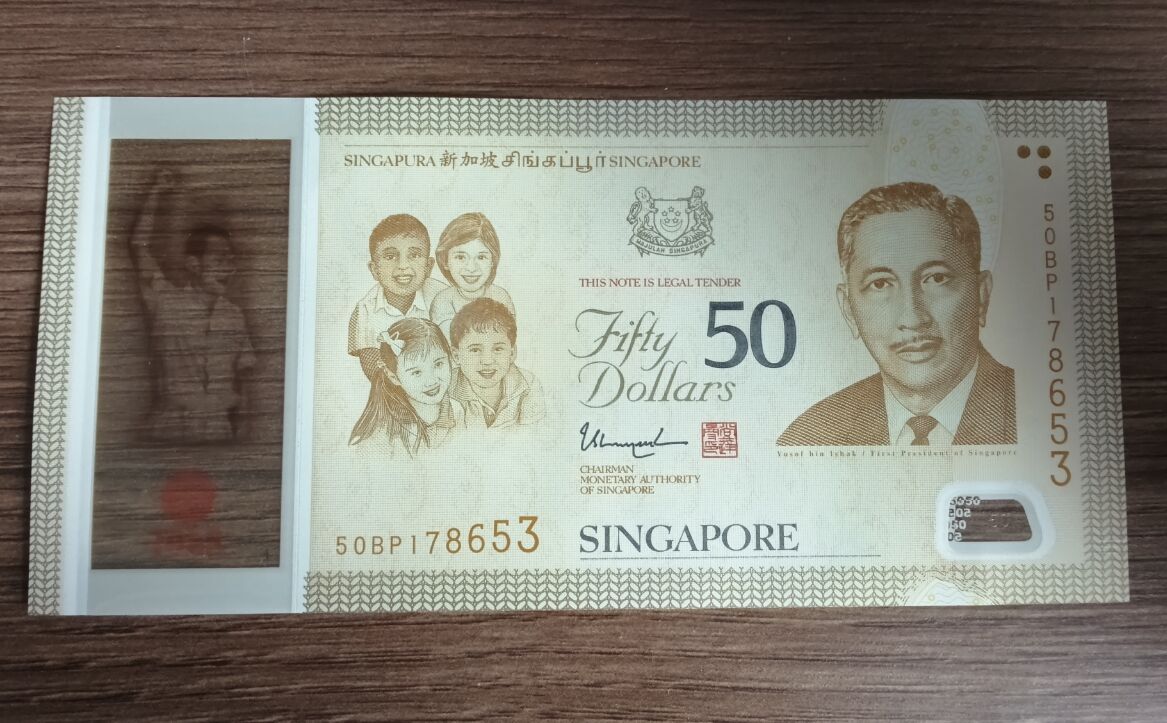 SINGAPURA 新加坡 சிங்கப்பூர் SINGAPORE
MAJULAH SINGAPURA
THIS NOTE IS LEGAL TENDER
Fifty
Dollars
50
CHAIRMAN
MONETARY AUTHORITY
OF SINGAPORE
Yusof bin Ishak / First President of Singapore
50BP178653
50BP178653
SINGAPORE